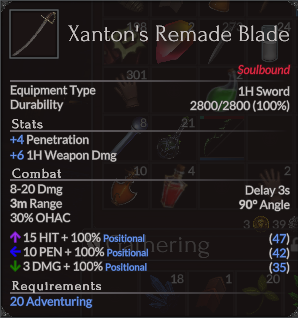 Xanton's Remade Blade
Soulbound
Equipment Type 1H Sword
Durability 2800/2800 (100%)
Stats
+4 Penetration
+6 1H Weapon Dmg
Combat
8-20 Dmg Delay 3s
3m Range 90° Angle
30% OHAC
15 HIT + 100% Positional (47)
10 PEN + 100% Positional (42)
3 DMG + 100% Positional (35)
Requirements
20 Adventuring